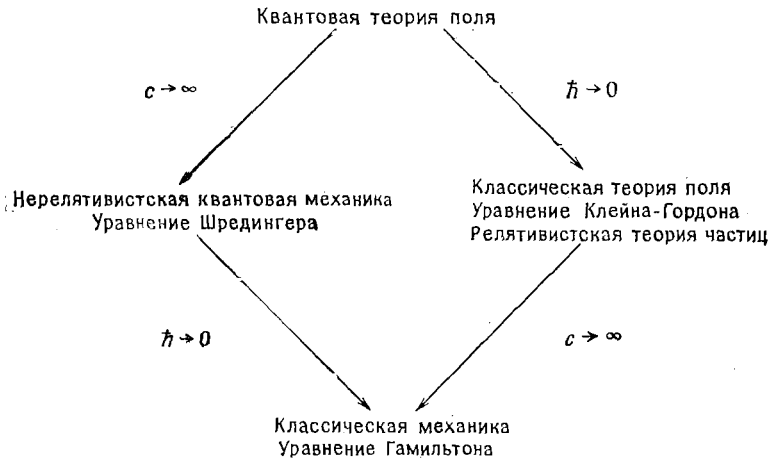 Квантовая теория поля
c → ∞
ħ → 0
Нерелятивистская квантовая механика
Уравнение Шредингера
Классическая теория поля
Уравнение Клейна-Гордона
Релятивистская теория частиц
ħ → 0
c → ∞
Классическая механика
Уравнение Гамильтона